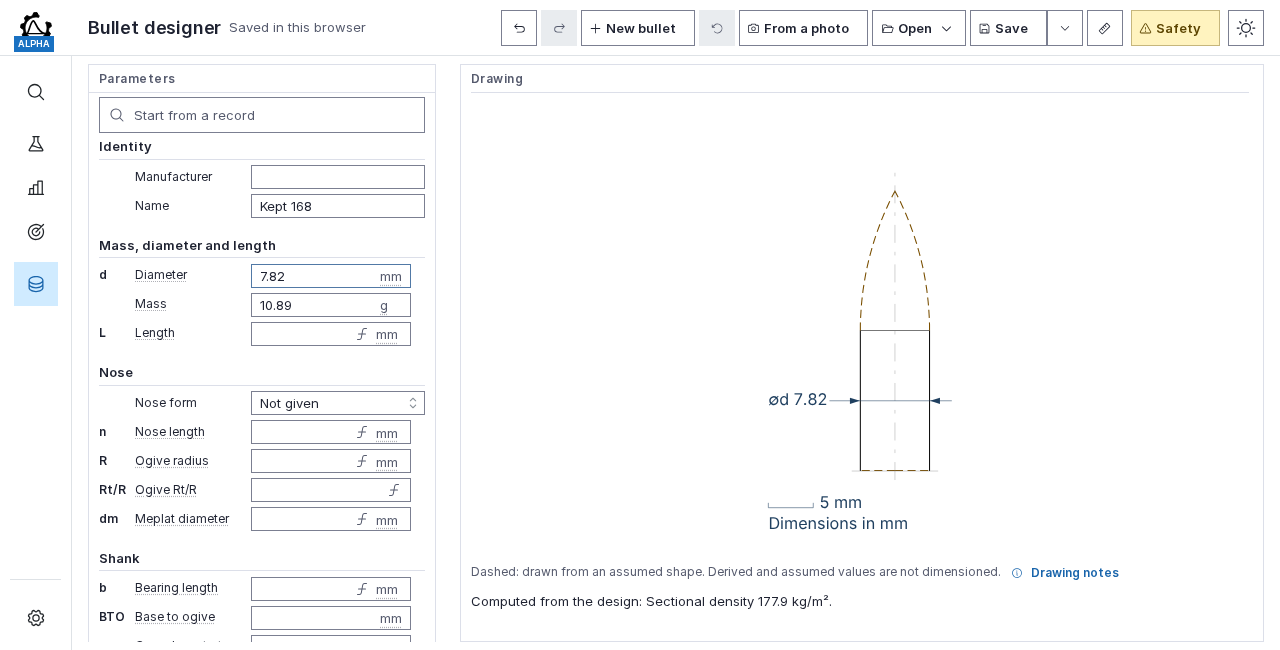 ALPHA
Bullet designer
Saved in this browser
New bullet
From a photo
Open
Save
Safety
Parameters
Start from a record
Identity
Manufacturer
Name
Kept 168
Mass, diameter and length
d Diameter 7.82 mm
Mass 10.89 g
L Length mm
Nose
Nose form Not given
n Nose length mm
R Ogive radius mm
Rt/R Ogive Rt/R
dm Meplat diameter mm
Shank
b Bearing length mm
BTO Base to ogive mm
Drawing
⌀d 7.82
5 mm
Dimensions in mm
Dashed: drawn from an assumed shape. Derived and assumed values are not dimensioned.
Drawing notes
Computed from the design: Sectional density 177.9 kg/m².